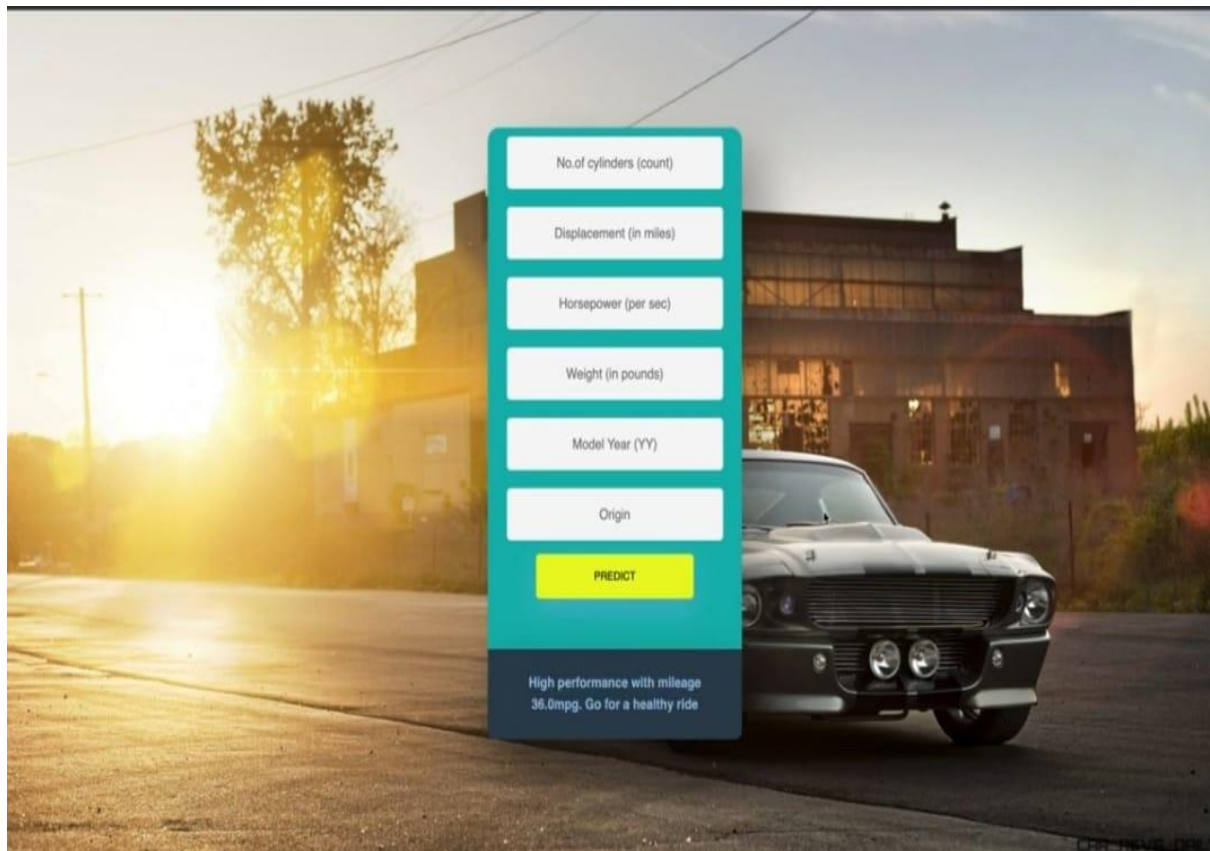 No.of cylinders (count)
Displacement (in miles)
Horsepower (per sec)
Weight (in pounds)
Model Year (YY)
Origin
PREDICT
High performance with mileage
36.0mpg. Go for a healthy ride